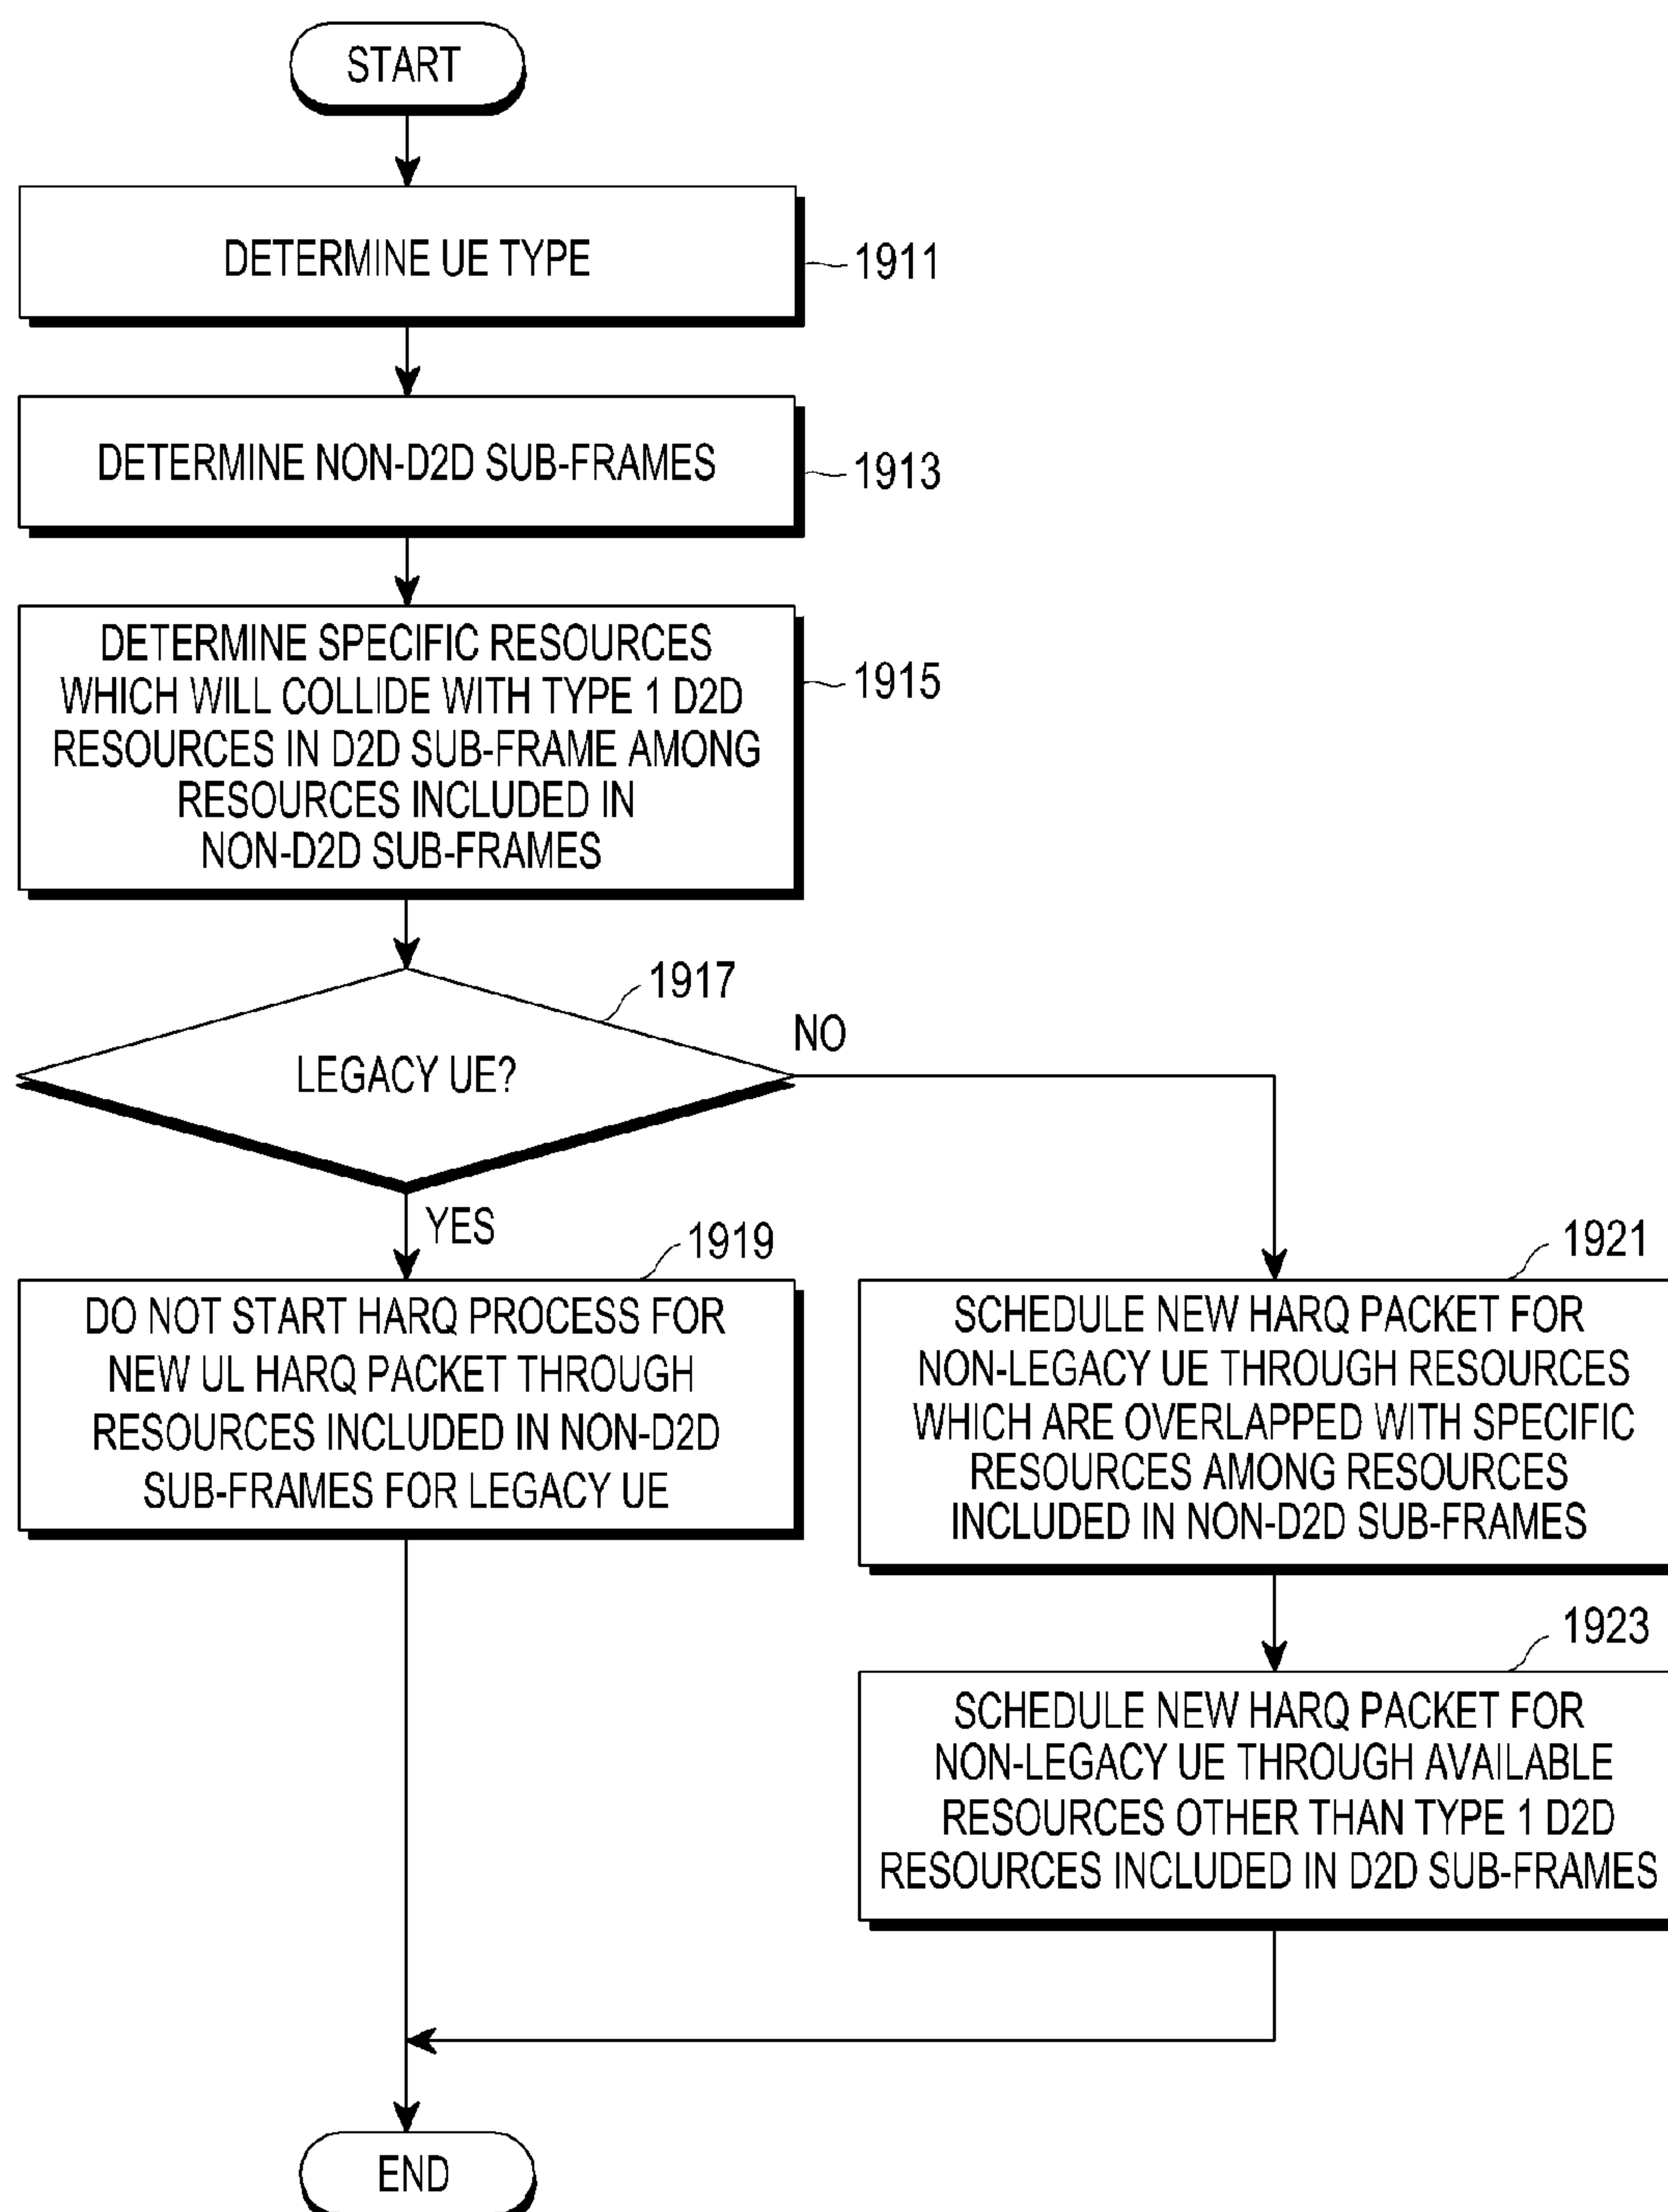 START
DETERMINE UE TYPE
1911
DETERMINE NON-D2D SUB-FRAMES
1913
DETERMINE SPECIFIC RESOURCES
WHICH WILL COLLIDE WITH TYPE 1 D2D
RESOURCES IN D2D SUB-FRAME AMONG
RESOURCES INCLUDED IN
NON-D2D SUB-FRAMES
1915
1917
LEGACY UE?
NO
YES
1919
DO NOT START HARQ PROCESS FOR
NEW UL HARQ PACKET THROUGH
RESOURCES INCLUDED IN NON-D2D
SUB-FRAMES FOR LEGACY UE
1921
SCHEDULE NEW HARQ PACKET FOR
NON-LEGACY UE THROUGH RESOURCES
WHICH ARE OVERLAPPED WITH SPECIFIC
RESOURCES AMONG RESOURCES
INCLUDED IN NON-D2D SUB-FRAMES
1923
SCHEDULE NEW HARQ PACKET FOR
NON-LEGACY UE THROUGH AVAILABLE
RESOURCES OTHER THAN TYPE 1 D2D
RESOURCES INCLUDED IN D2D SUB-FRAMES
END